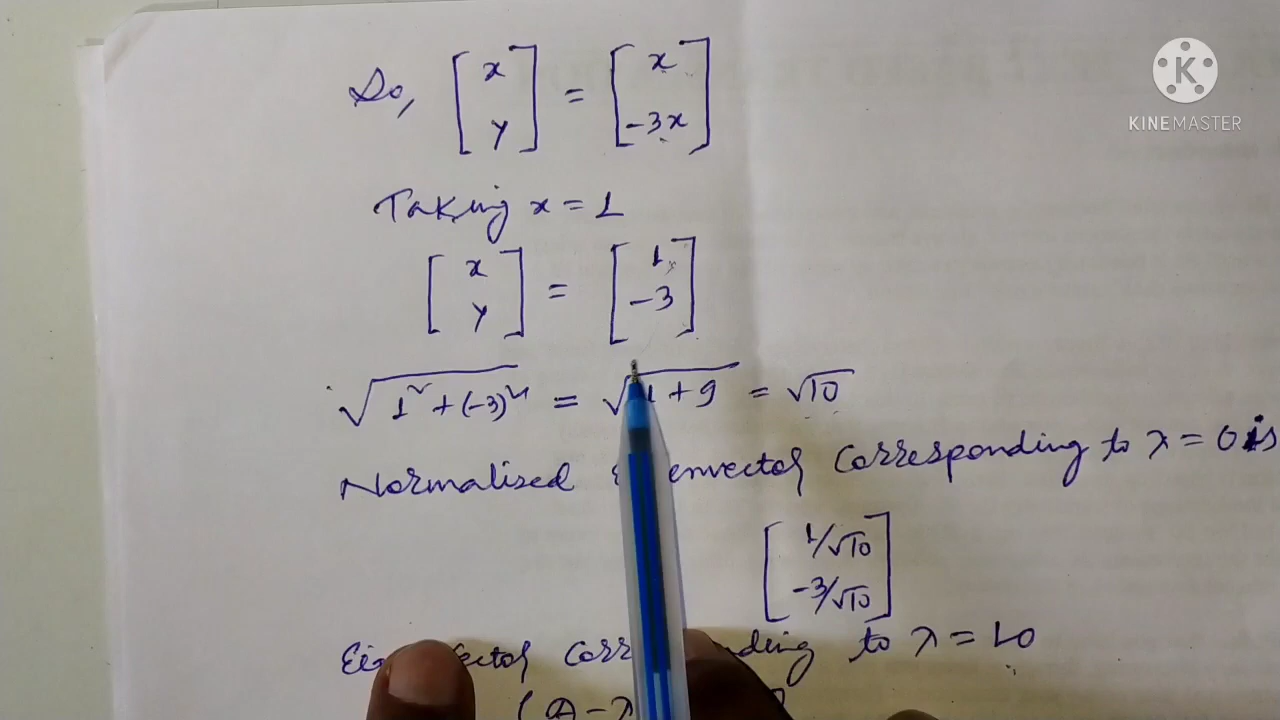 So, [x y] = [x -3x]
Taking x = 1
[x y] = [1 -3]
√1² + (-3)² = √1 + 9 = √10
Normalised envector corresponding to λ = 0 is
[1/√10 -3/√10]
corresponding to λ = 10
(A - λ
KINEMASTER